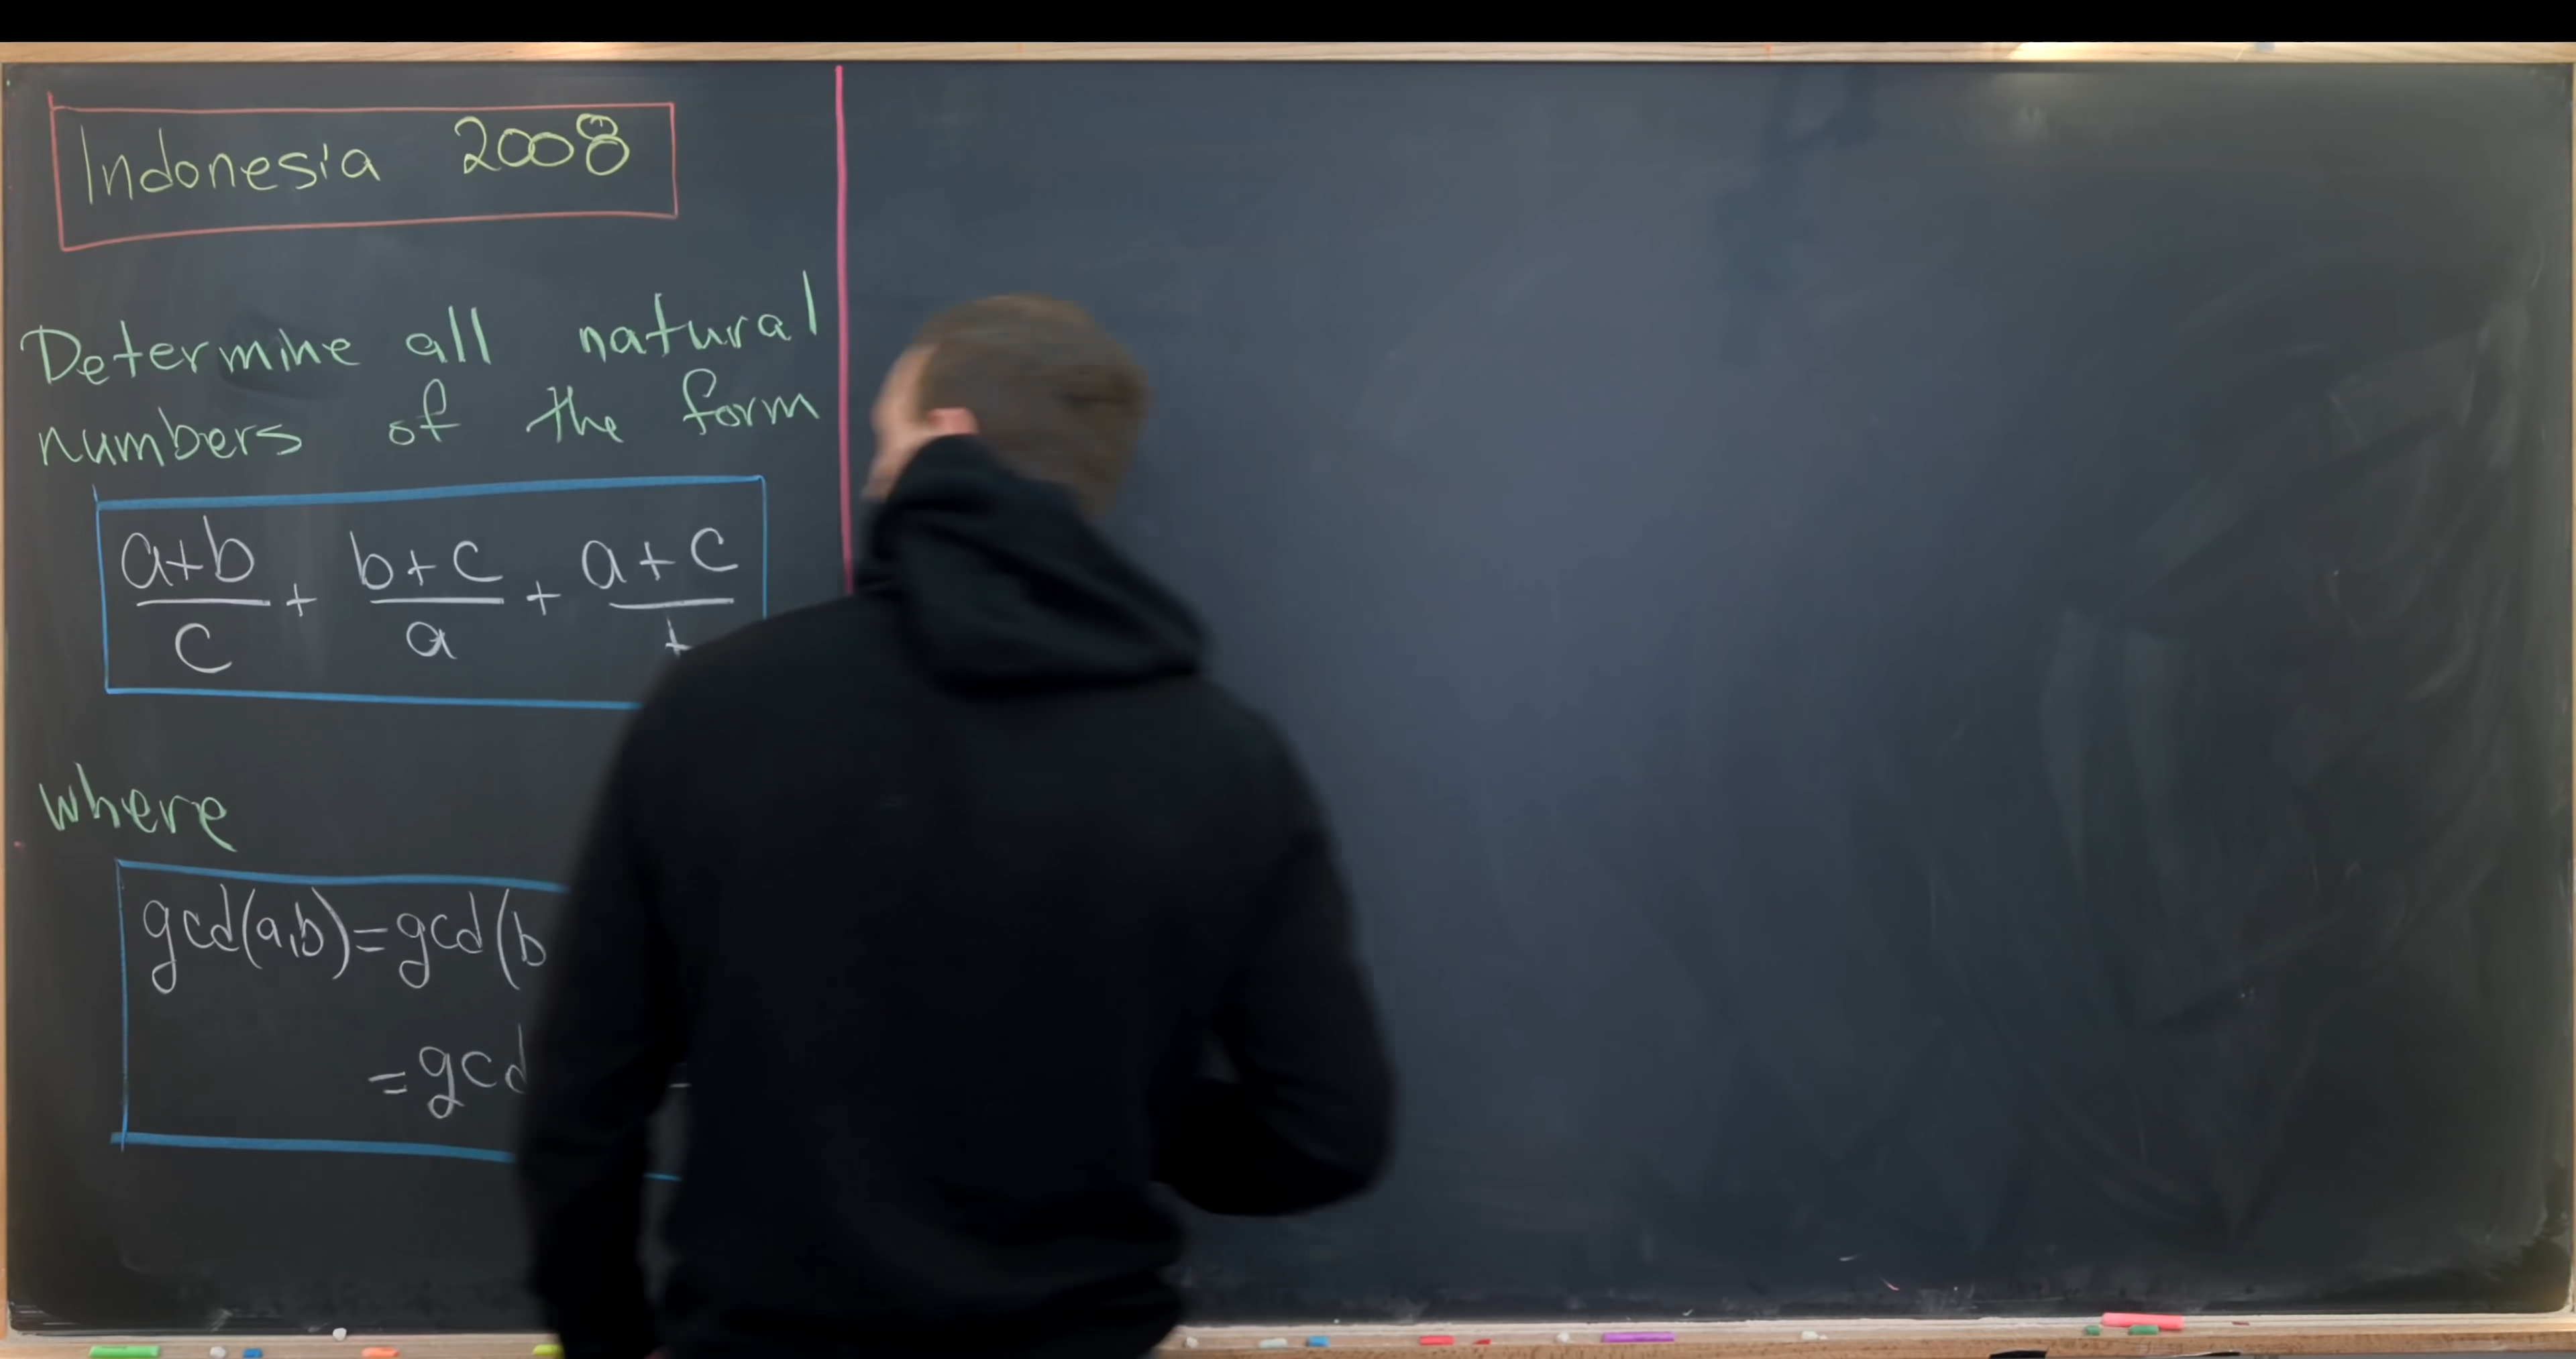 Indonesia 2008
Determine all natural
numbers of the form
a+b/c + b+c/a + a+c/
where
gcd(a,b)=gcd(b
=gcd